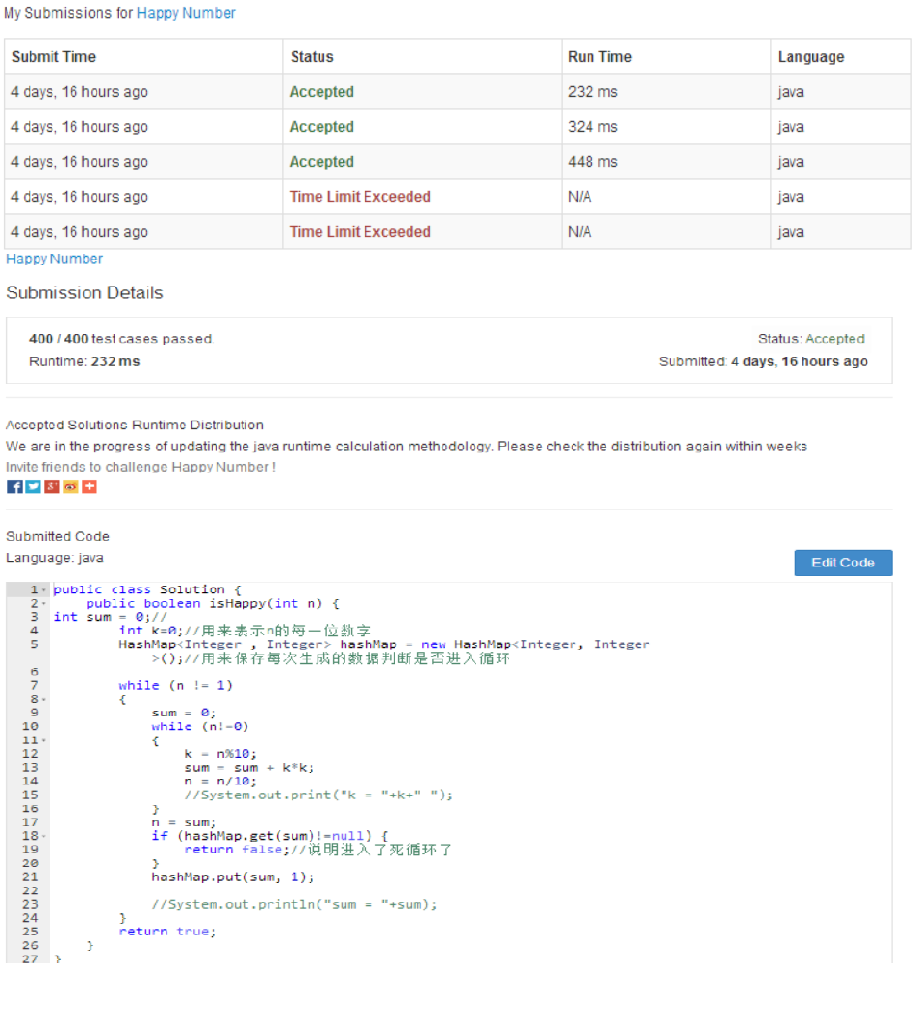 My Submissions for Happy Number
Submit Time Status Run Time Language
4 days, 16 hours ago Accepted 232 ms java
4 days, 16 hours ago Accepted 324 ms java
4 days, 16 hours ago Accepted 448 ms java
4 days, 16 hours ago Time Limit Exceeded N/A java
4 days, 16 hours ago Time Limit Exceeded N/A java
Happy Number
Submission Details
400 / 400 test cases passed Status: Accepted
Runtime: 232 ms Submitted: 4 days, 16 hours ago
Accepted Solutions Runtime Distribution
We are in the progress of updating the java runtime calculation methodology. Please check the distribution again within weeks
Invite friends to challenge Happy Number !
Submitted Code
Language: java Edit Code
1 public class Solution {
2 public boolean isHappy(int n) {
3 int sum = 0;//
4 int k=0;//用来表示n的每一位数字
5 HashMap<Integer , Integer> hashMap = new HashMap<Integer, Integer
>();//用来保存每次生成的数据判断是否进入循环
6
7 while (n != 1)
8 {
9 sum = 0;
10 while (n!=0)
11 {
12 k = n%10;
13 sum = sum + k*k;
14 n = n/10;
15 //System.out.print("k = "+k+" ");
16 }
17 n = sum;
18 if (hashMap.get(sum)!=null) {
19 return false;//说明进入了死循环了
20 }
21 hashMap.put(sum, 1);
22
23 //System.out.println("sum = "+sum);
24 }
25 return true;
26 }
27 }